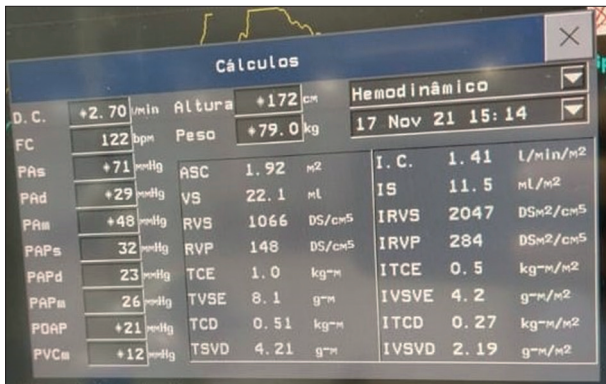 Cálculos
D.C. +2.70 l/min Altura +172 cm Hemodinâmico
FC 122 bpm Peso +79.0 kg 17 Nov 21 15:14
PAs +71 mmHg ASC 1.92 m2 I.C. 1.41 l/min/m2
PAd +29 mmHg VS 22.1 ml IS 11.5 ml/m2
PAm +48 mmHg RVS 1066 DS/cm5 IRVS 2047 DSm2/cm5
PAPs 32 mmHg RVP 148 DS/cm5 IRVP 284 DSm2/cm5
PAPd 23 mmHg TCE 1.0 kg-m ITCE 0.5 kg-m/m2
PAPm 26 mmHg TVSE 8.1 g-m IVSVE 4.2 g-m/m2
POAP +21 mmHg TCD 0.51 kg-m ITCD 0.27 kg-m/m2
PVCm +12 mmHg TSVD 4.21 g-m IVSVD 2.19 g-m/m2